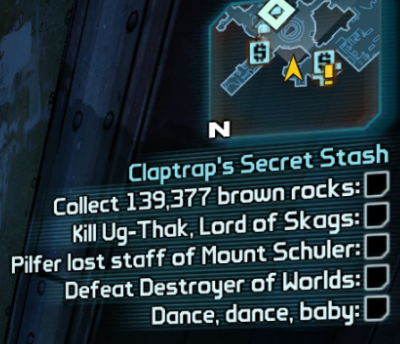 N
Claptrap's Secret Stash
Collect 139,377 brown rocks:
Kill Ug-Thak, Lord of Skags:
Pilfer lost staff of Mount Schuler:
Defeat Destroyer of Worlds:
Dance, dance, baby: